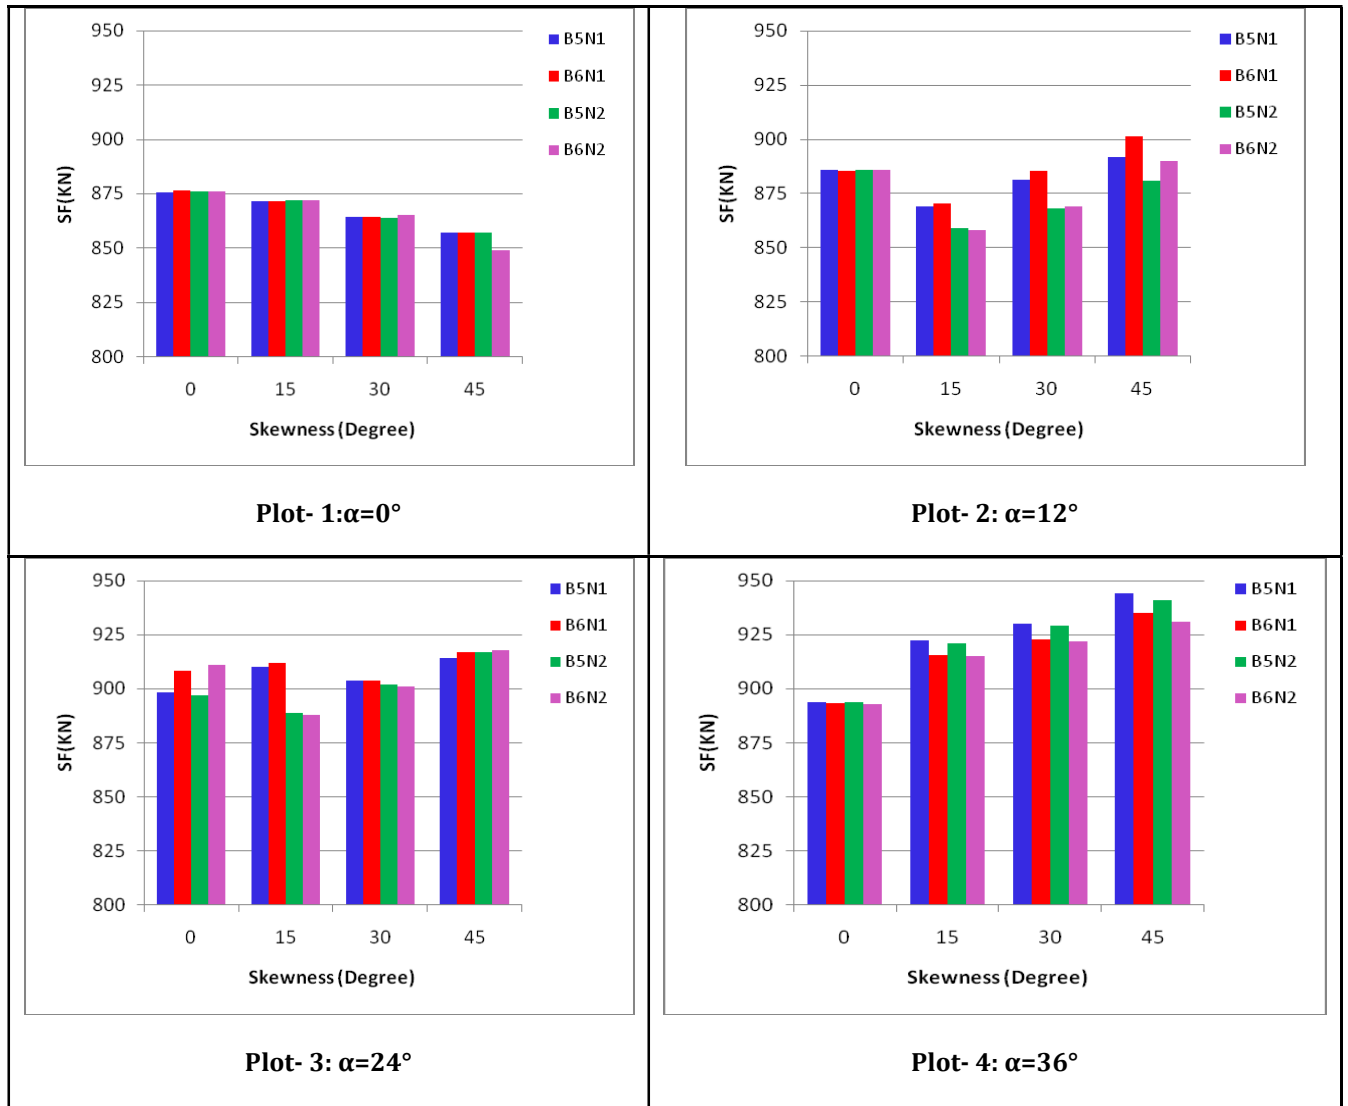 950
925
900
875
850
825
800
SF(KN)
0 15 30 45
Skewness (Degree)
B5N1
B6N1
B5N2
B6N2
Plot- 1:α=0°
950
925
900
875
850
825
800
SF(KN)
0 15 30 45
Skewness (Degree)
B5N1
B6N1
B5N2
B6N2
Plot- 2: α=12°
950
925
900
875
850
825
800
SF(KN)
0 15 30 45
Skewness (Degree)
B5N1
B6N1
B5N2
B6N2
Plot- 3: α=24°
950
925
900
875
850
825
800
SF(KN)
0 15 30 45
Skewness (Degree)
B5N1
B6N1
B5N2
B6N2
Plot- 4: α=36°